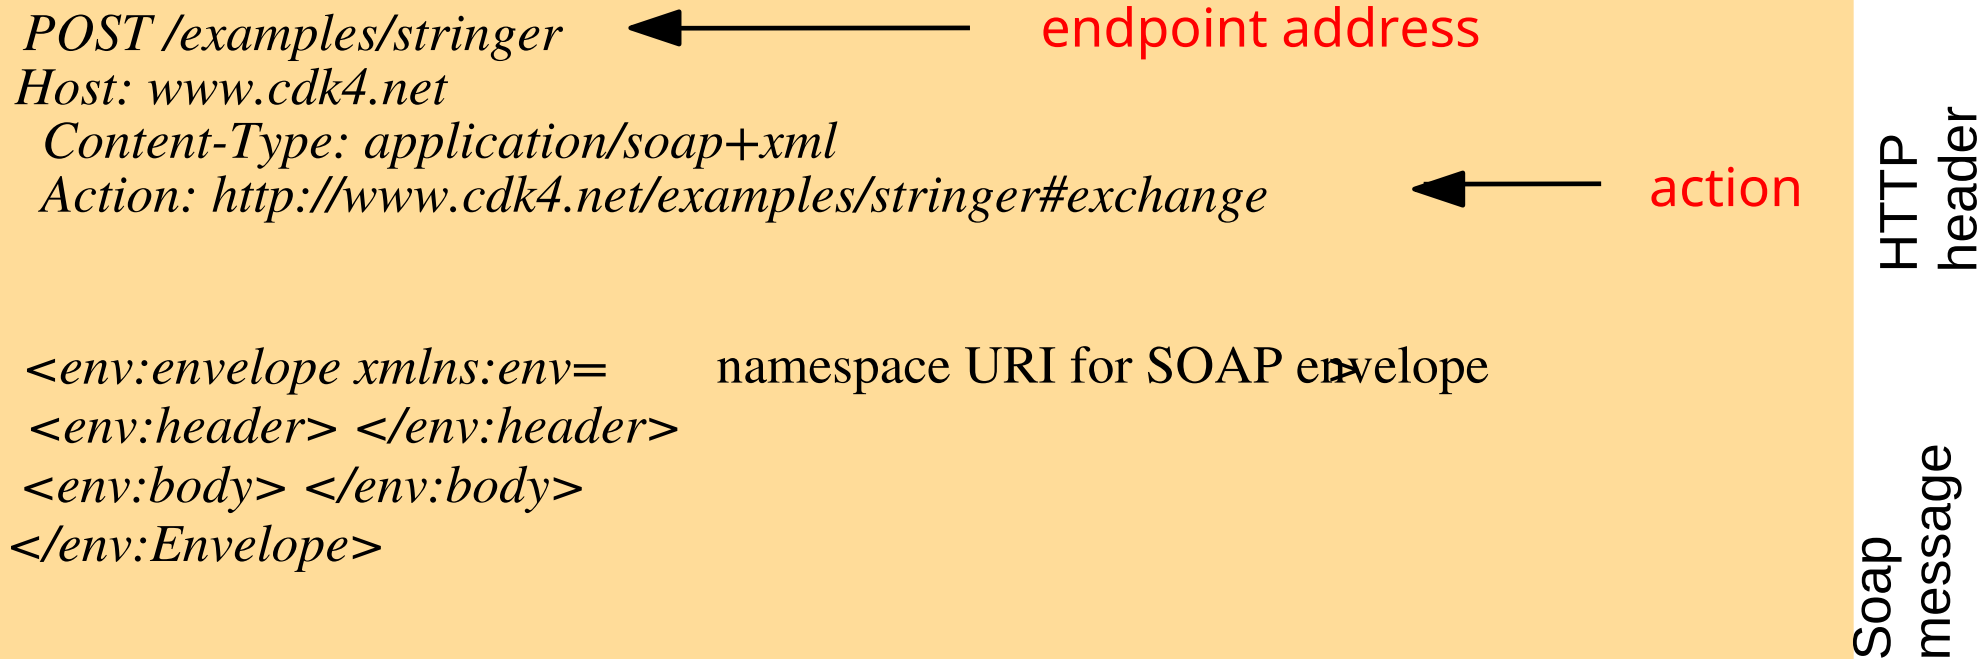 POST /examples/stringer
endpoint address
Host: www.cdk4.net
Content-Type: application/soap+xml
Action: http://www.cdk4.net/examples/stringer#exchange
action
HTTP
header
<env:envelope xmlns:env= namespace URI for SOAP envelope >
<env:header> </env:header>
<env:body> </env:body>
</env:Envelope>
Soap
message